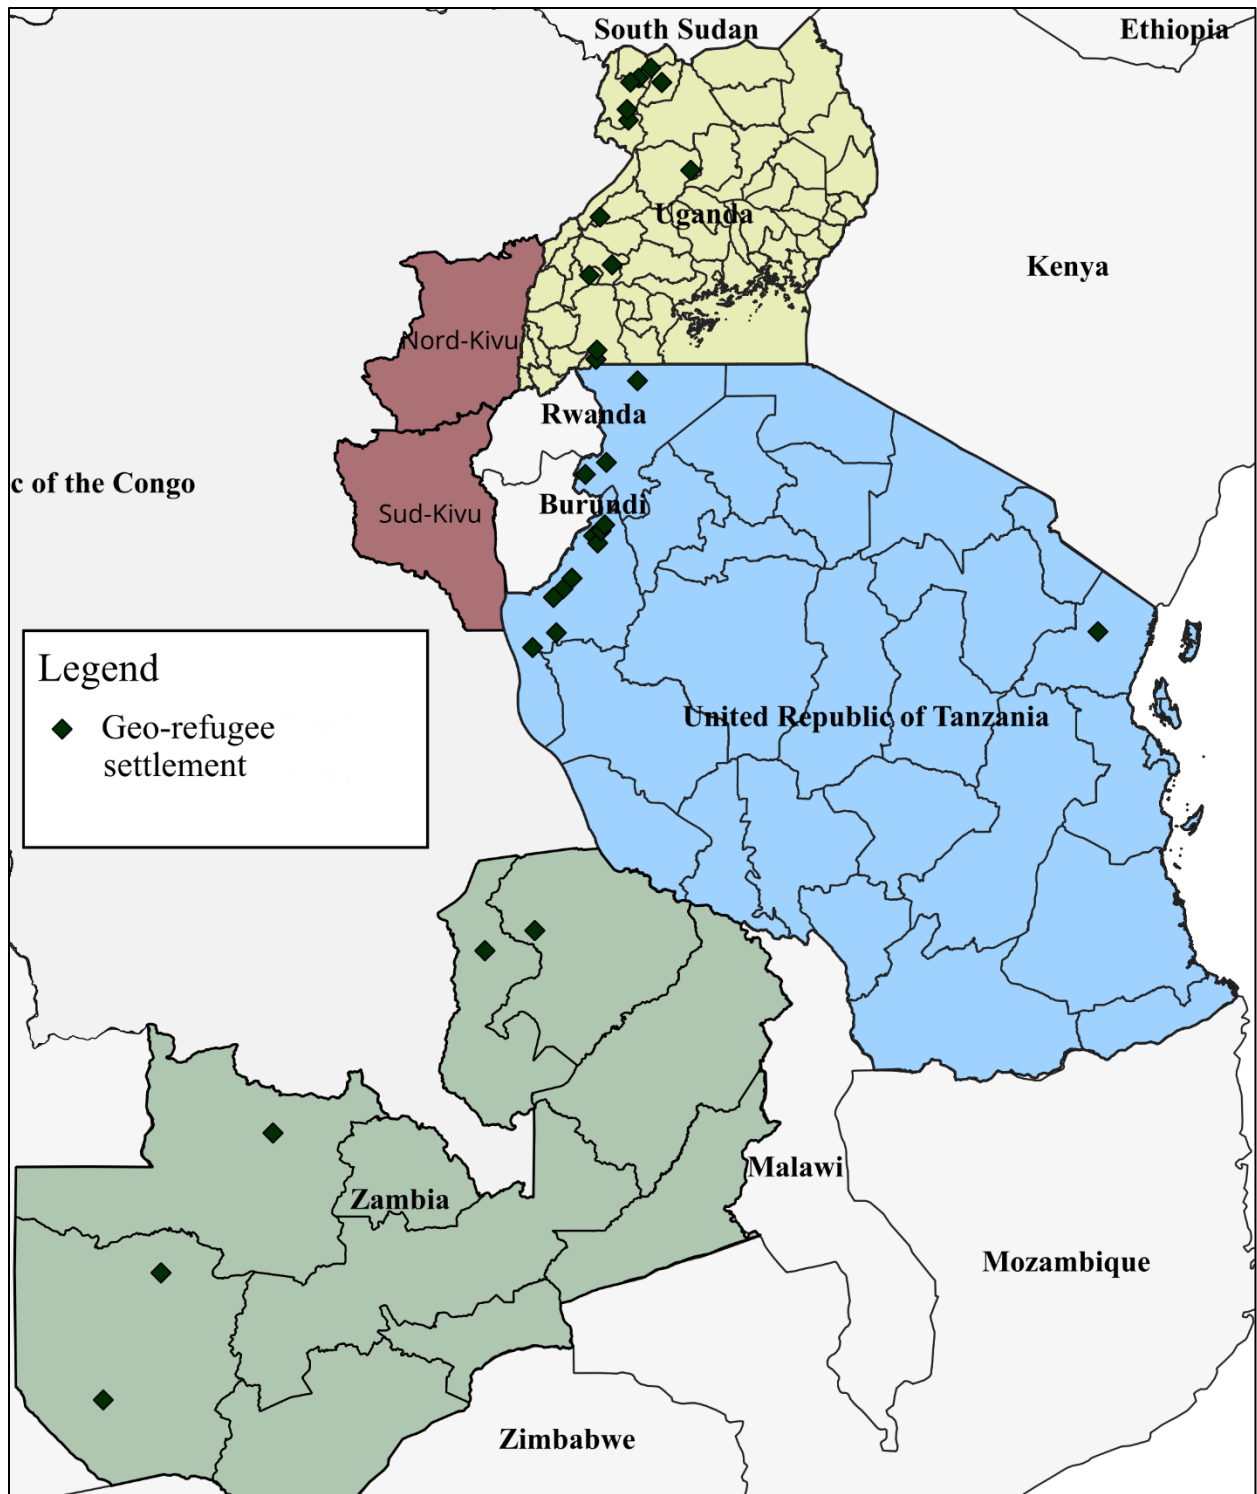 South Sudan
Ethiopia
Uganda
Kenya
Nord-Kivu
Rwanda
c of the Congo
Burundi
Sud-Kivu
Legend
Geo-refugee
settlement
United Republic of Tanzania
Malawi
Zambia
Mozambique
Zimbabwe